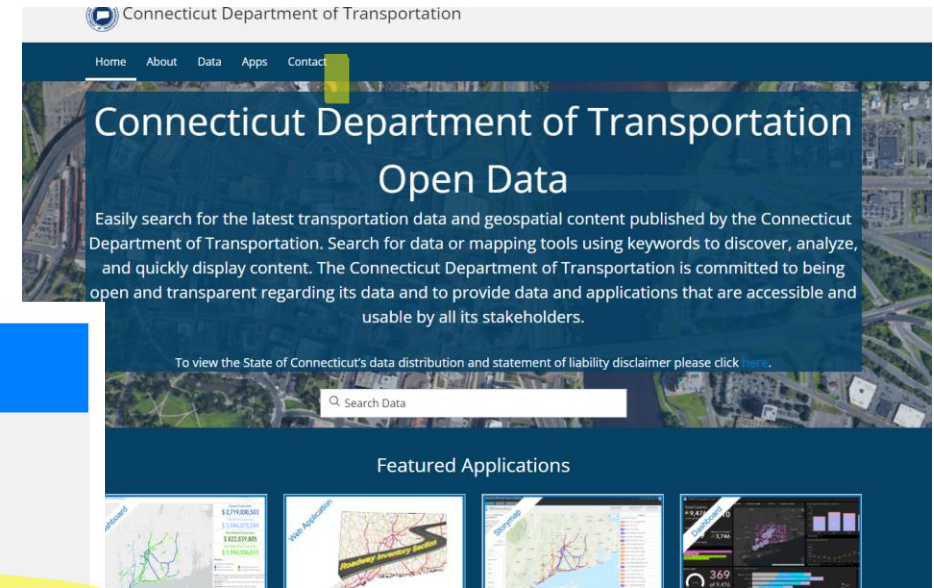 Connecticut Department of Transportation
Home About Data Apps Contact
Connecticut Department of Transportation
Open Data
Easily search for the latest transportation data and geospatial content published by the Connecticut
Department of Transportation. Search for data or mapping tools using keywords to discover, analyze,
and quickly display content. The Connecticut Department of Transportation is committed to being
open and transparent regarding its data and to provide data and applications that are accessible and
usable by all its stakeholders.
To view the State of Connecticut's data distribution and statement of liability disclaimer please click here.
Search Data
Featured Applications
Web Application
Roadway Inventory Section
Storymap
Dashboard
369